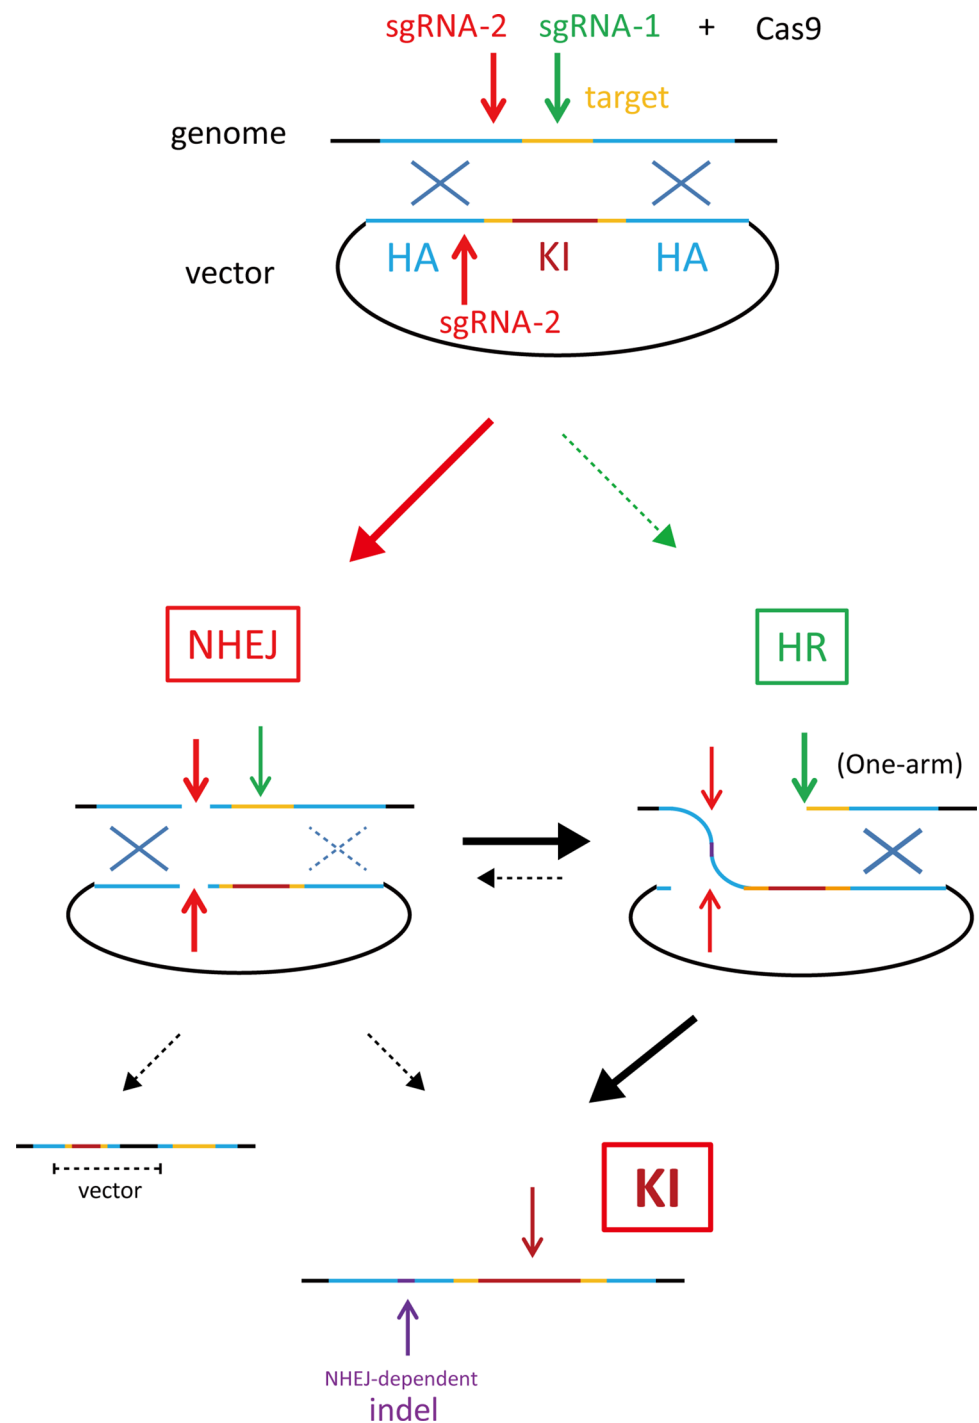 sgRNA-2 sgRNA-1 + Cas9
target
genome
HA KI HA
vector
sgRNA-2
NHEJ HR
(One-arm)
vector
KI
NHEJ-dependent
indel